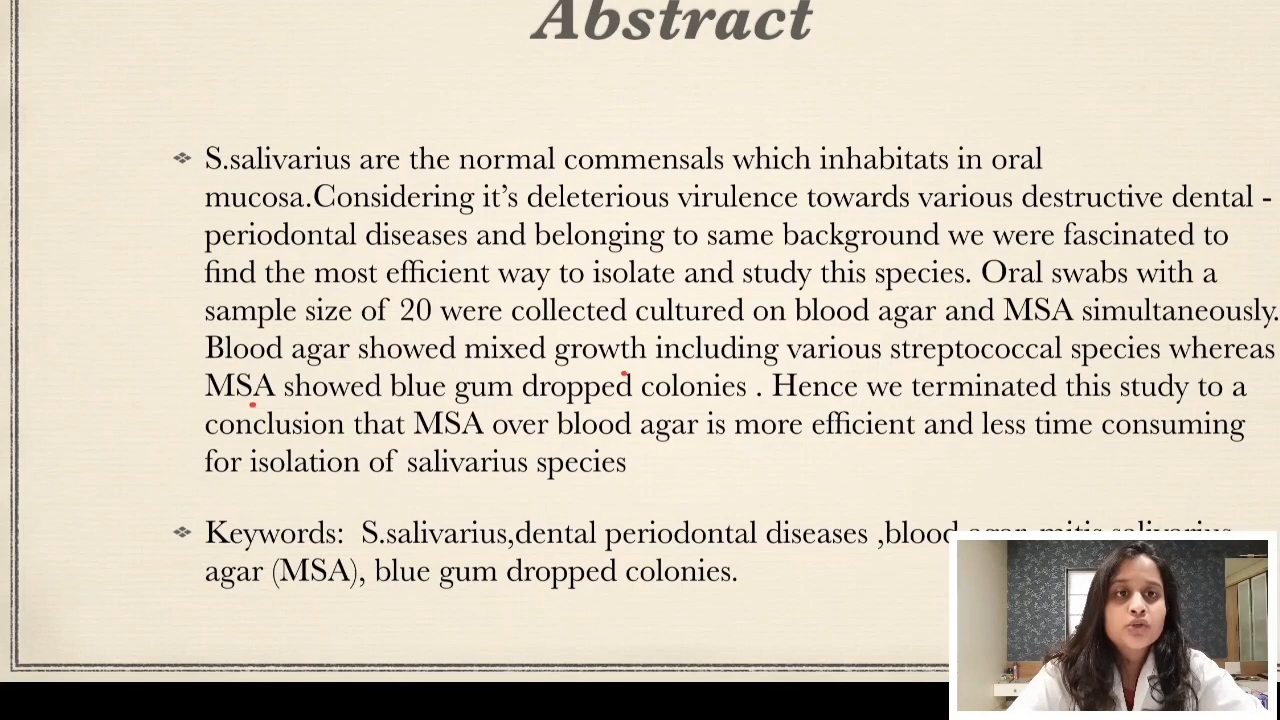 Abstract
S.salivarius are the normal commensals which inhabitats in oral
mucosa.Considering it’s deleterious virulence towards various destructive dental -
periodontal diseases and belonging to same background we were fascinated to
find the most efficient way to isolate and study this species. Oral swabs with a
sample size of 20 were collected cultured on blood agar and MSA simultaneously.
Blood agar showed mixed growth including various streptococcal species whereas
MSA showed blue gum dropped colonies . Hence we terminated this study to a
conclusion that MSA over blood agar is more efficient and less time consuming
for isolation of salivarius species
Keywords: S.salivarius,dental periodontal diseases ,blood agar, mitis salivarius
agar (MSA), blue gum dropped colonies.